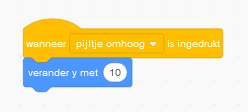 wanneer pijltje omhoog is ingedrukt
verander y met 10